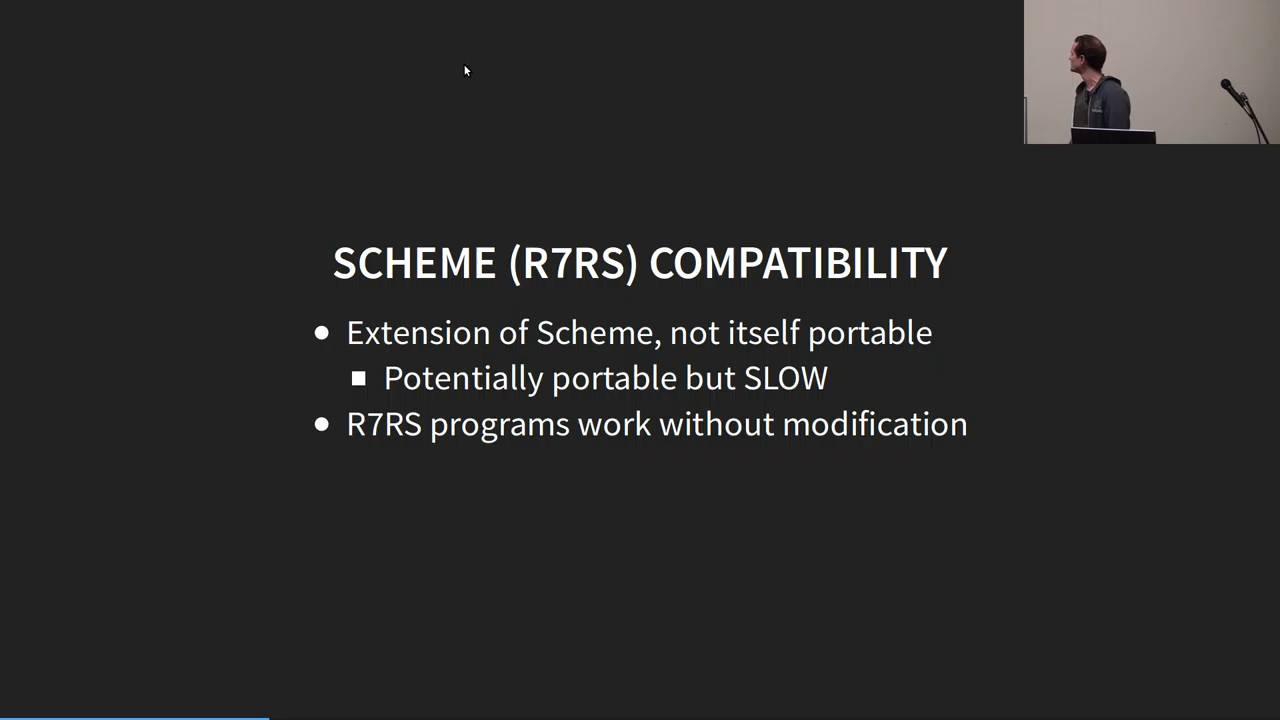 SCHEME (R7RS) COMPATIBILITY
Extension of Scheme, not itself portable
Potentially portable but SLOW
R7RS programs work without modification